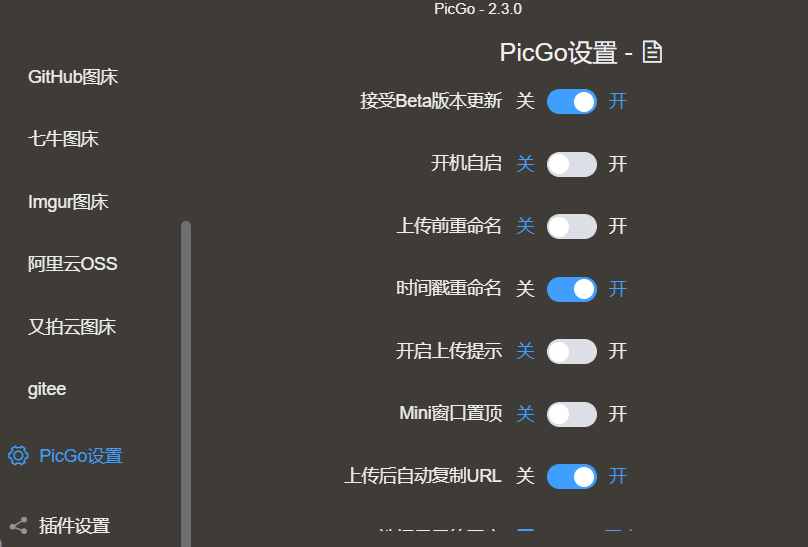 PicGo - 2.3.0
GitHub图床
七牛图床
Imgur图床
阿里云OSS
又拍云图床
gitee
PicGo设置
插件设置
PicGo设置 -
接受Beta版本更新 关 开
开机自启 关 开
上传前重命名 关 开
时间戳重命名 关 开
开启上传提示 关 开
Mini窗口置顶 关 开
上传后自动复制URL 关 开